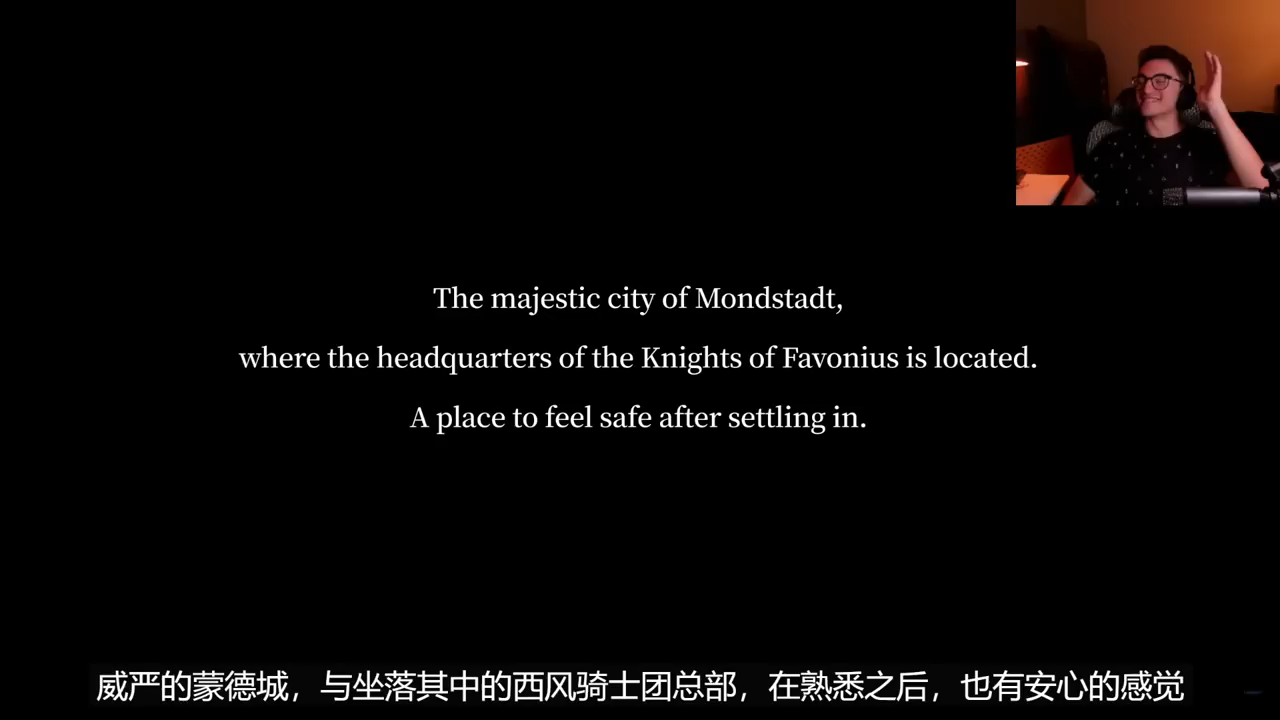 The majestic city of Mondstadt,
where the headquarters of the Knights of Favonius is located.
A place to feel safe after settling in.
威严的蒙德城，与坐落其中的西风骑士团总部，在熟悉之后，也有安心的感觉